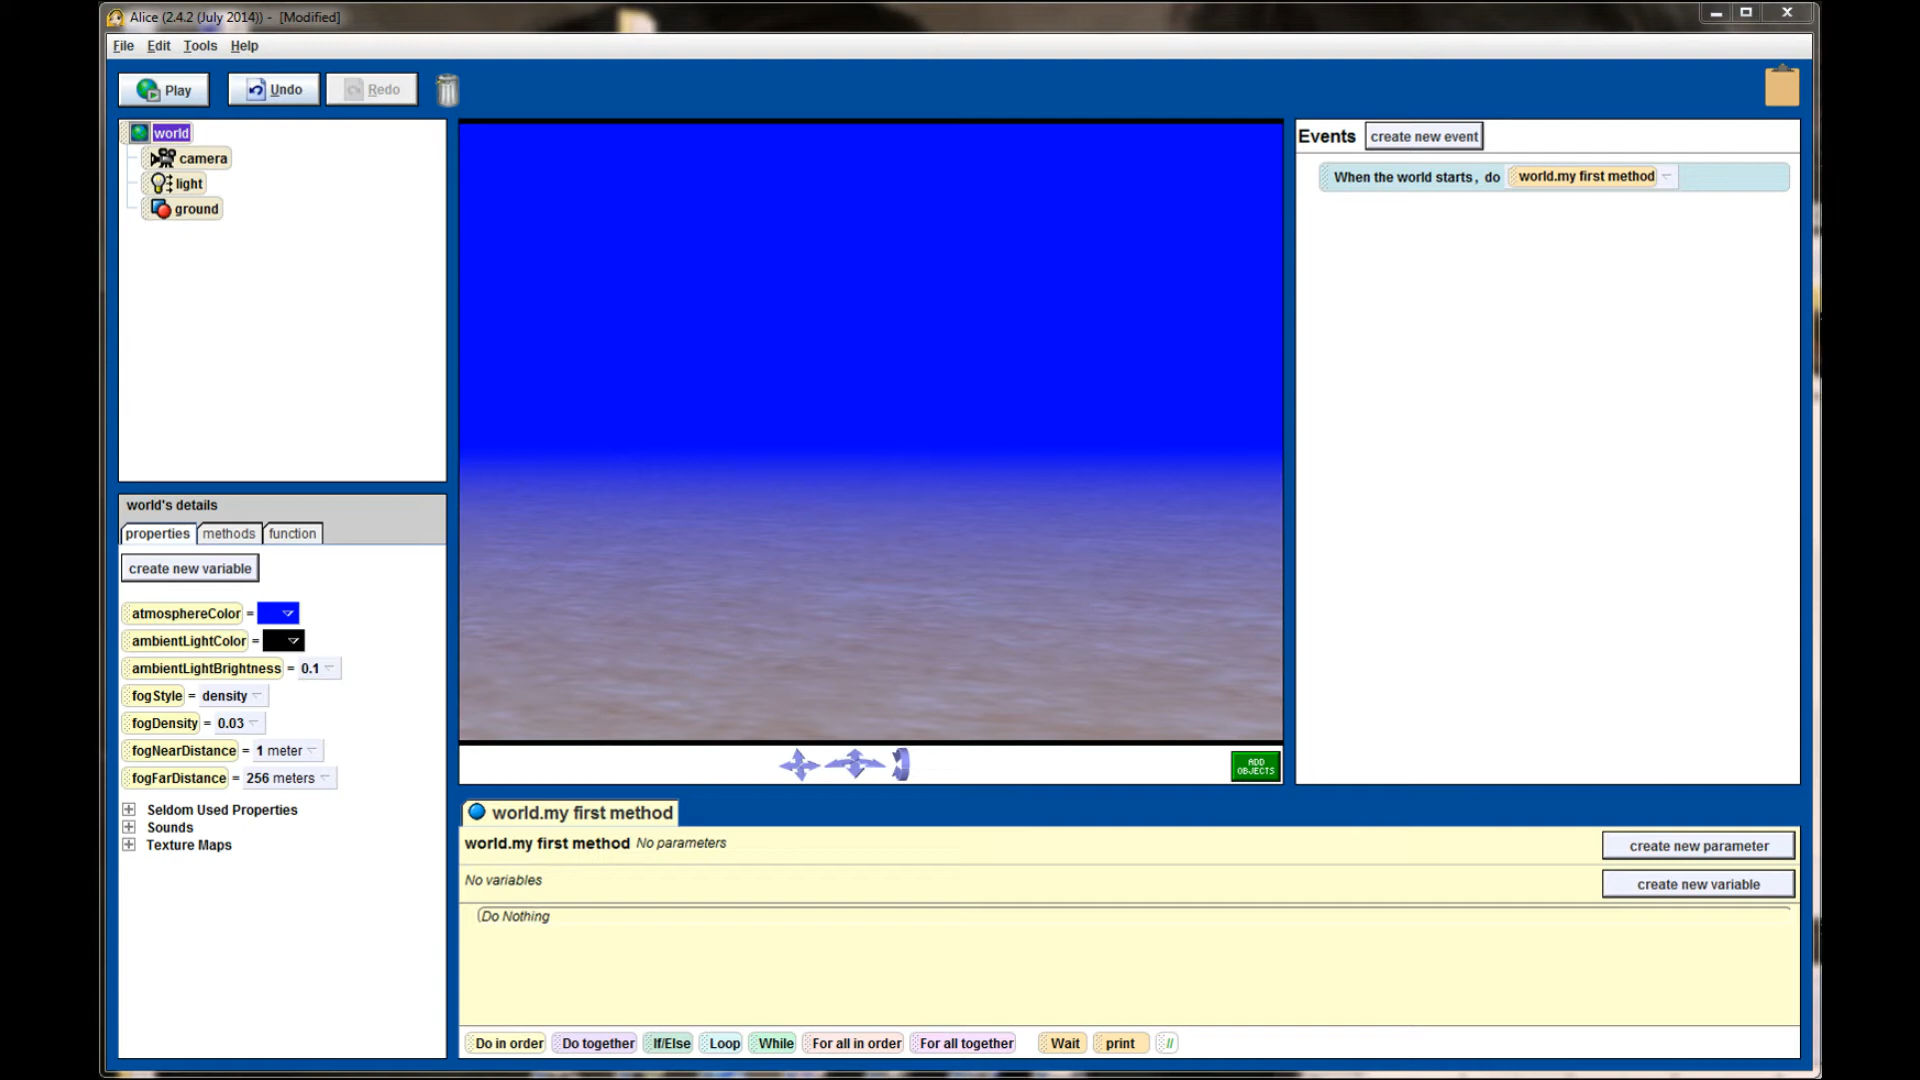 Alice (2.4.2 (July 2014)) - [Modified]
File Edit Tools Help
Play Undo Redo
world
camera
light
ground
Events create new event
When the world starts, do world.my first method
world's details
properties methods function
create new variable
atmosphereColor =
ambientLightColor =
ambientLightBrightness = 0.1
fogStyle = density
fogDensity = 0.03
fogNearDistance = 1 meter
fogFarDistance = 256 meters
Seldom Used Properties
Sounds
Texture Maps
ADD
OBJECTS
world.my first method
world.my first method No parameters
create new parameter
No variables
create new variable
Do Nothing
Do in order Do together If/Else Loop While For all in order For all together Wait print //